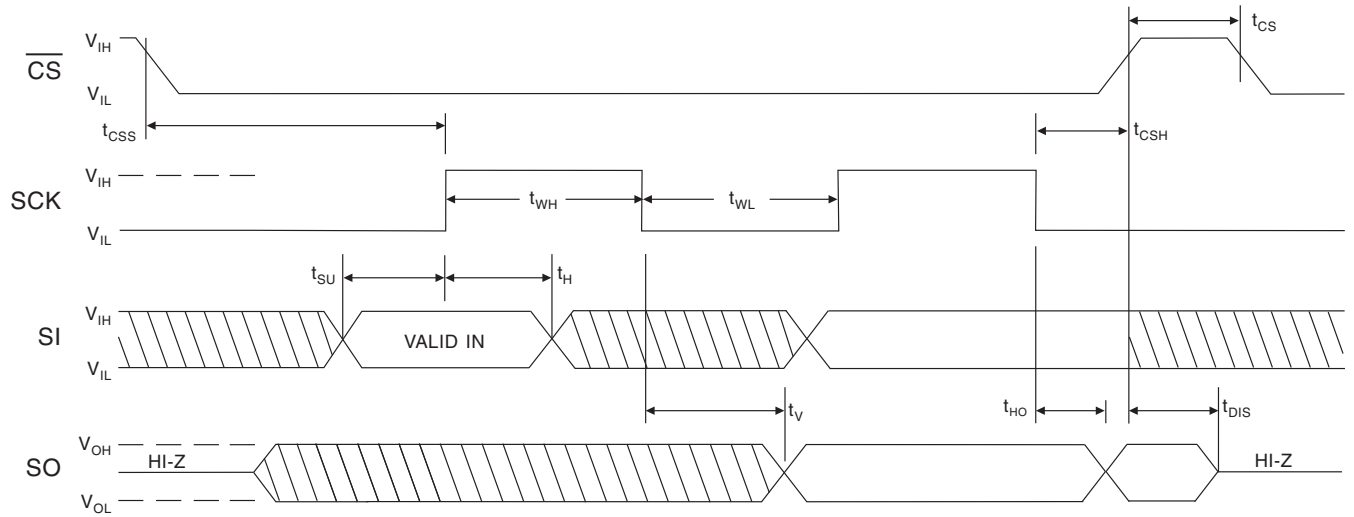 V_IH
t_CS
CS
V_IL
t_CSS
t_CSH
V_IH
SCK
t_WH
t_WL
V_IL
t_SU
t_H
V_IH
SI
VALID IN
V_IL
t_V
t_HO
t_DIS
V_OH
SO
HI-Z
HI-Z
V_OL